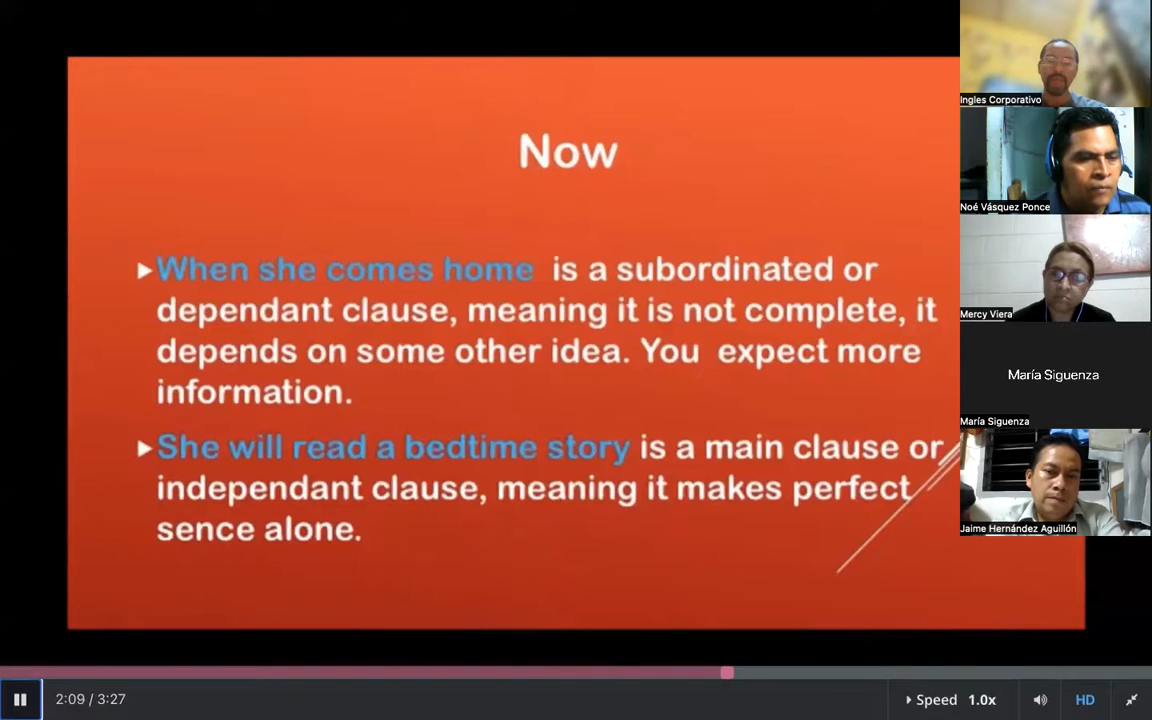 Now
When she comes home is a subordinated or
dependant clause, meaning it is not complete, it
depends on some other idea. You expect more
information.
She will read a bedtime story is a main clause or
independant clause, meaning it makes perfect
sence alone.
Ingles Corporativo
Noé Vásquez Ponce
Mercy Viera
María Siguenza
María Siguenza
Jaime Hernández Aguillón
2:09 / 3:27
Speed 1.0x
HD